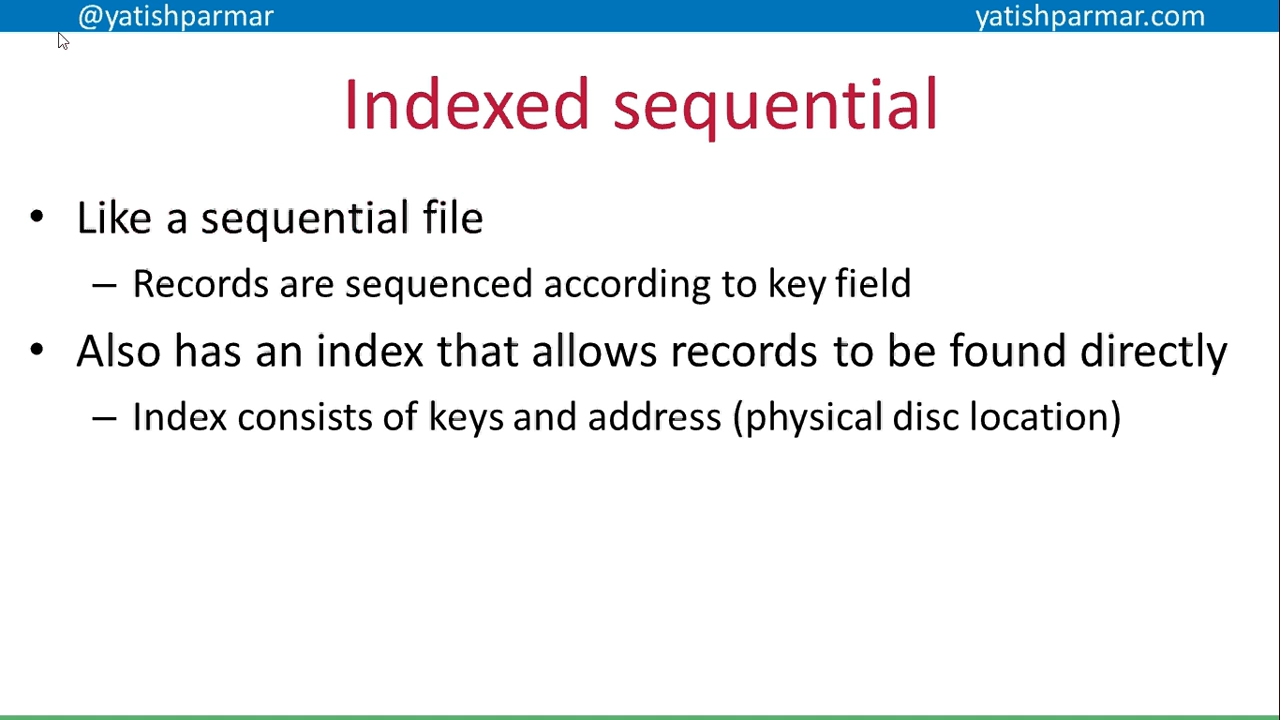 @yatishparmar yatishparmar.com
Indexed sequential
• Like a sequential file
– Records are sequenced according to key field
• Also has an index that allows records to be found directly
– Index consists of keys and address (physical disc location)